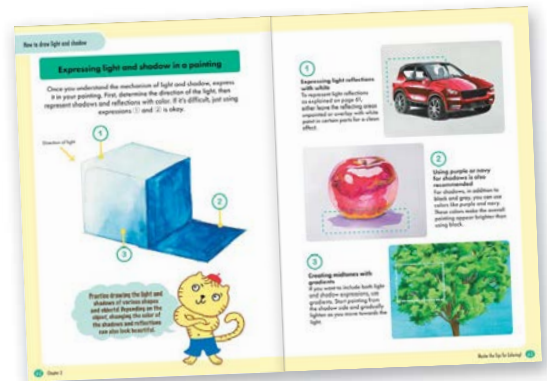 How to draw light and shadow
Expressing light and shadow in a painting
Once you understand the mechanism of light and shadow, express
it in your painting. First, determine the direction of the light, then
represent shadows and reflections with color. If it's difficult, just using
expressions ① and ② is okay.
Direction of light
1
2
3
Practice drawing the light and
shadows of various shapes
and objects! Depending on the
object, changing the color of
the shadows and reflections
can also look beautiful.
Chapter 2
1
Expressing light reflections
with white
To represent light reflections
as explained on page 61,
either leave the reflecting areas
unpainted or overlay with white
paint in certain parts for a clean
effect.
2
Using purple or navy
for shadows is also
recommended
For shadows, in addition to
black and gray, you can use
colors like purple and navy.
These colors make the overall
painting appear brighter than
using black.
3
Creating midtones with
gradients
If you want to include both light
and shadow expressions, use
gradients. Start painting from
the shadow side and gradually
lighten as you move towards the
light.
Master the Tips for Coloring!